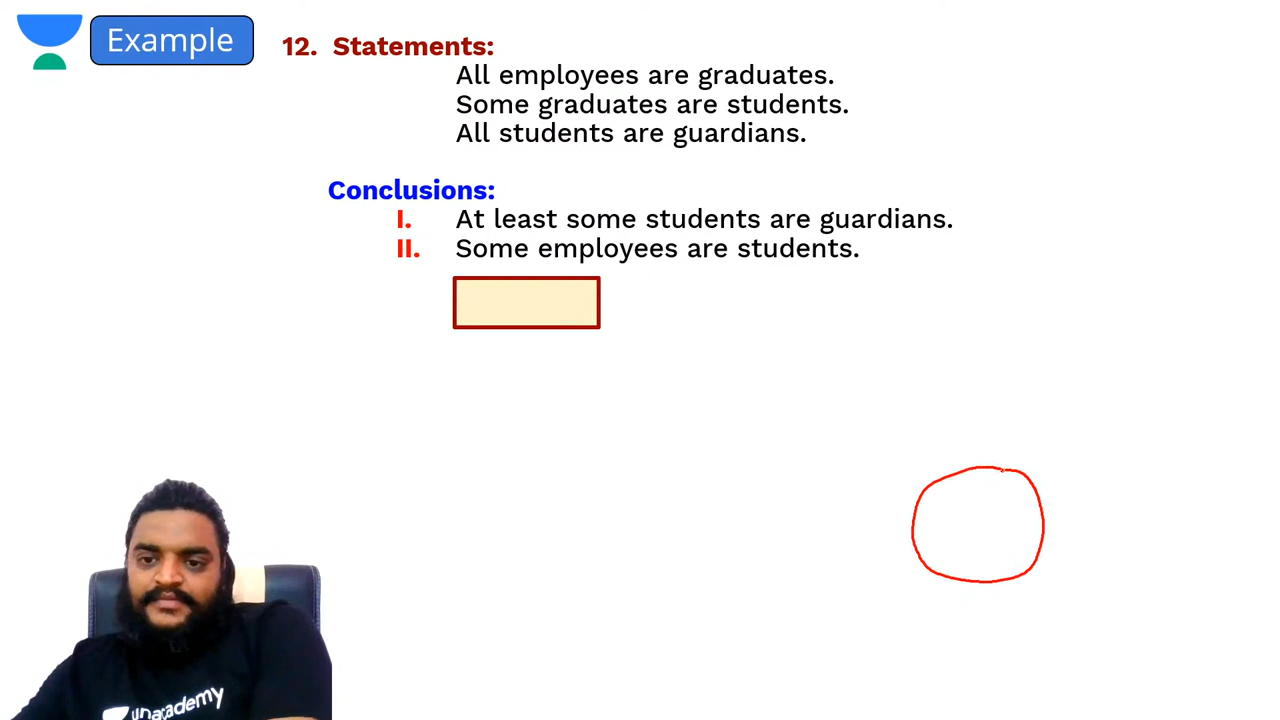 Example
12. Statements:
All employees are graduates.
Some graduates are students.
All students are guardians.
Conclusions:
I. At least some students are guardians.
II. Some employees are students.
unacademy